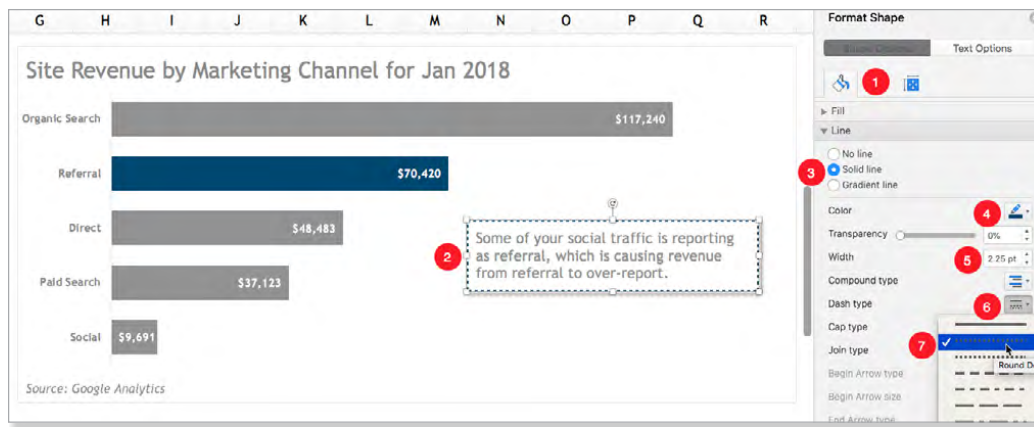 G H I J K L M N O P Q R
Site Revenue by Marketing Channel for Jan 2018
Organic Search $117,240
Referral $70,420
Direct $48,483
Paid Search $37,123
Social $9,691
Source: Google Analytics
2
Some of your social traffic is reporting
as referral, which is causing revenue
from referral to over-report.
Format Shape
Text Options
1
Fill
Line
No line
3 Solid line
Gradient line
Color 4
Transparency 0%
Width 5 2.25 pt
Compound type
Dash type 6
Cap type
7
Join type
Round
Begin Arrow type
Begin Arrow size
End Arrow type